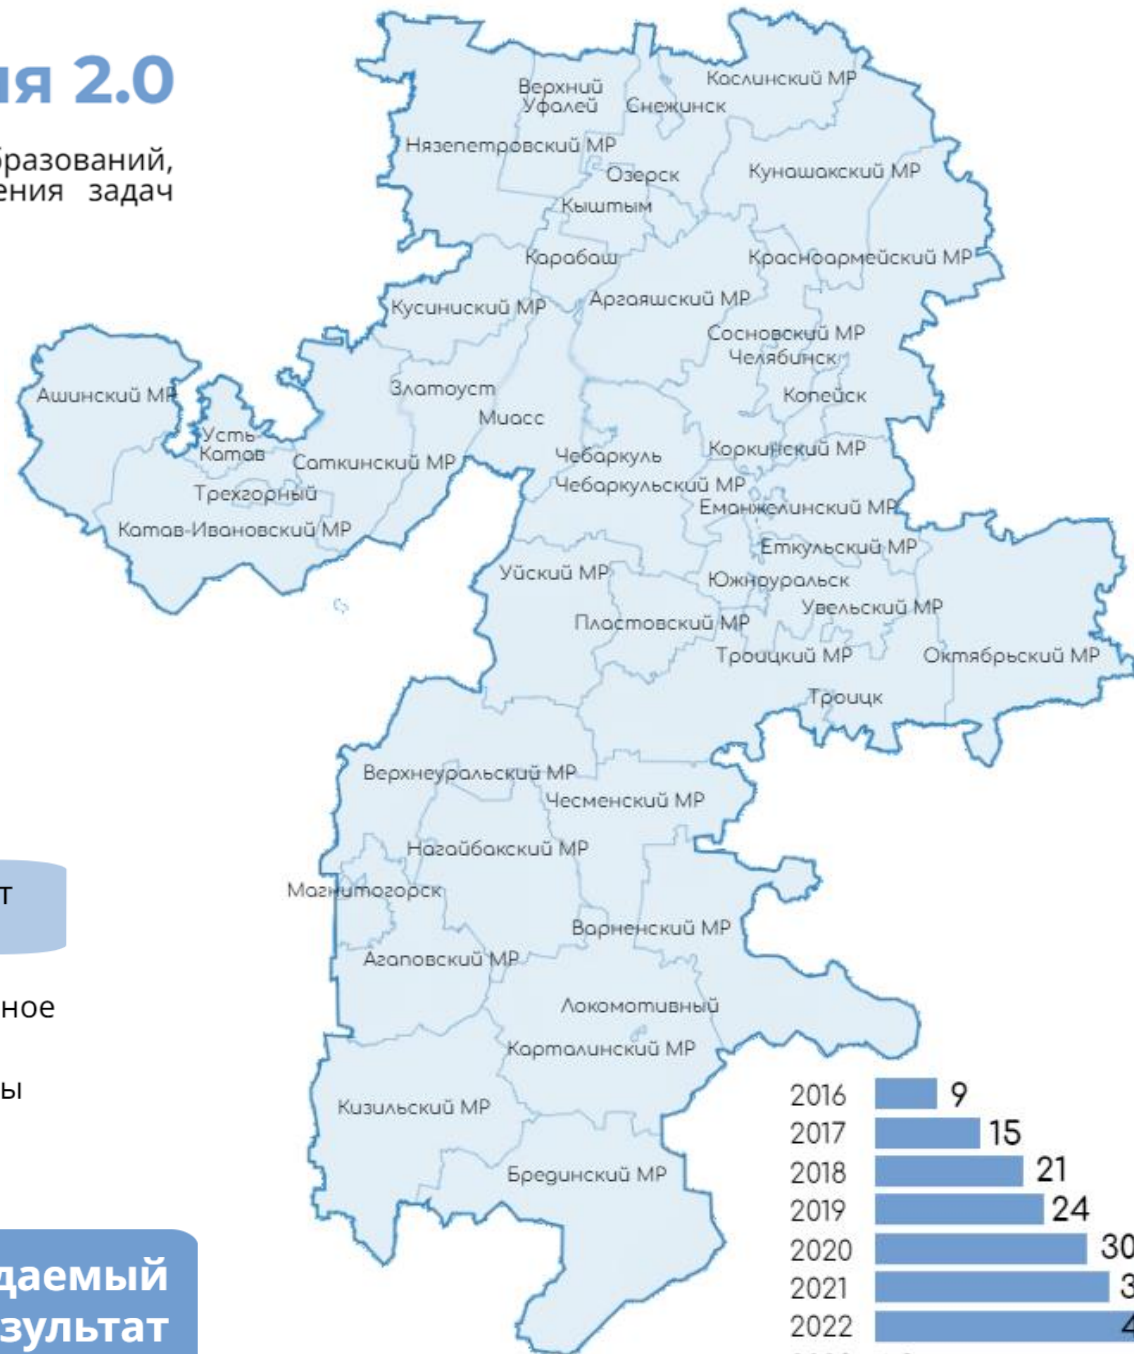 ия 2.0
бразований,
ения задач
Каслинский МР
Верхний
Уфалей
Снежинск
Нязепетровский МР
Озерск
Кунашакский МР
Кыштым
Карабаш
Красноармейский МР
Аргаяшский МР
Кусиниский МР
Сосновский МР
Челябинск
Златоуст
Ашинский МР
Копейск
Миасс
Усть-
Катав
Чебаркуль
Коркинский МР
Саткинский МР
Чебаркульский МР
Трехгорный
Еманжелинский МР
Катав-Ивановский МР
Еткульский МР
Уйский МР
Южноуральск
Увельский МР
Пластовский МР
Троицкий МР
Октябрьский МР
Троицк
Верхнеуральский МР
Чесменский МР
Нагайбакский МР
Магнитогорск
т
Варненский МР
Агаповский МР
ное
Локомотивный
Карталинский МР
ы
Кизильский МР
Брединский МР
2016 9
2017 15
2018 21
2019 24
2020 30
2021 3
2022 4
даемый
зультат